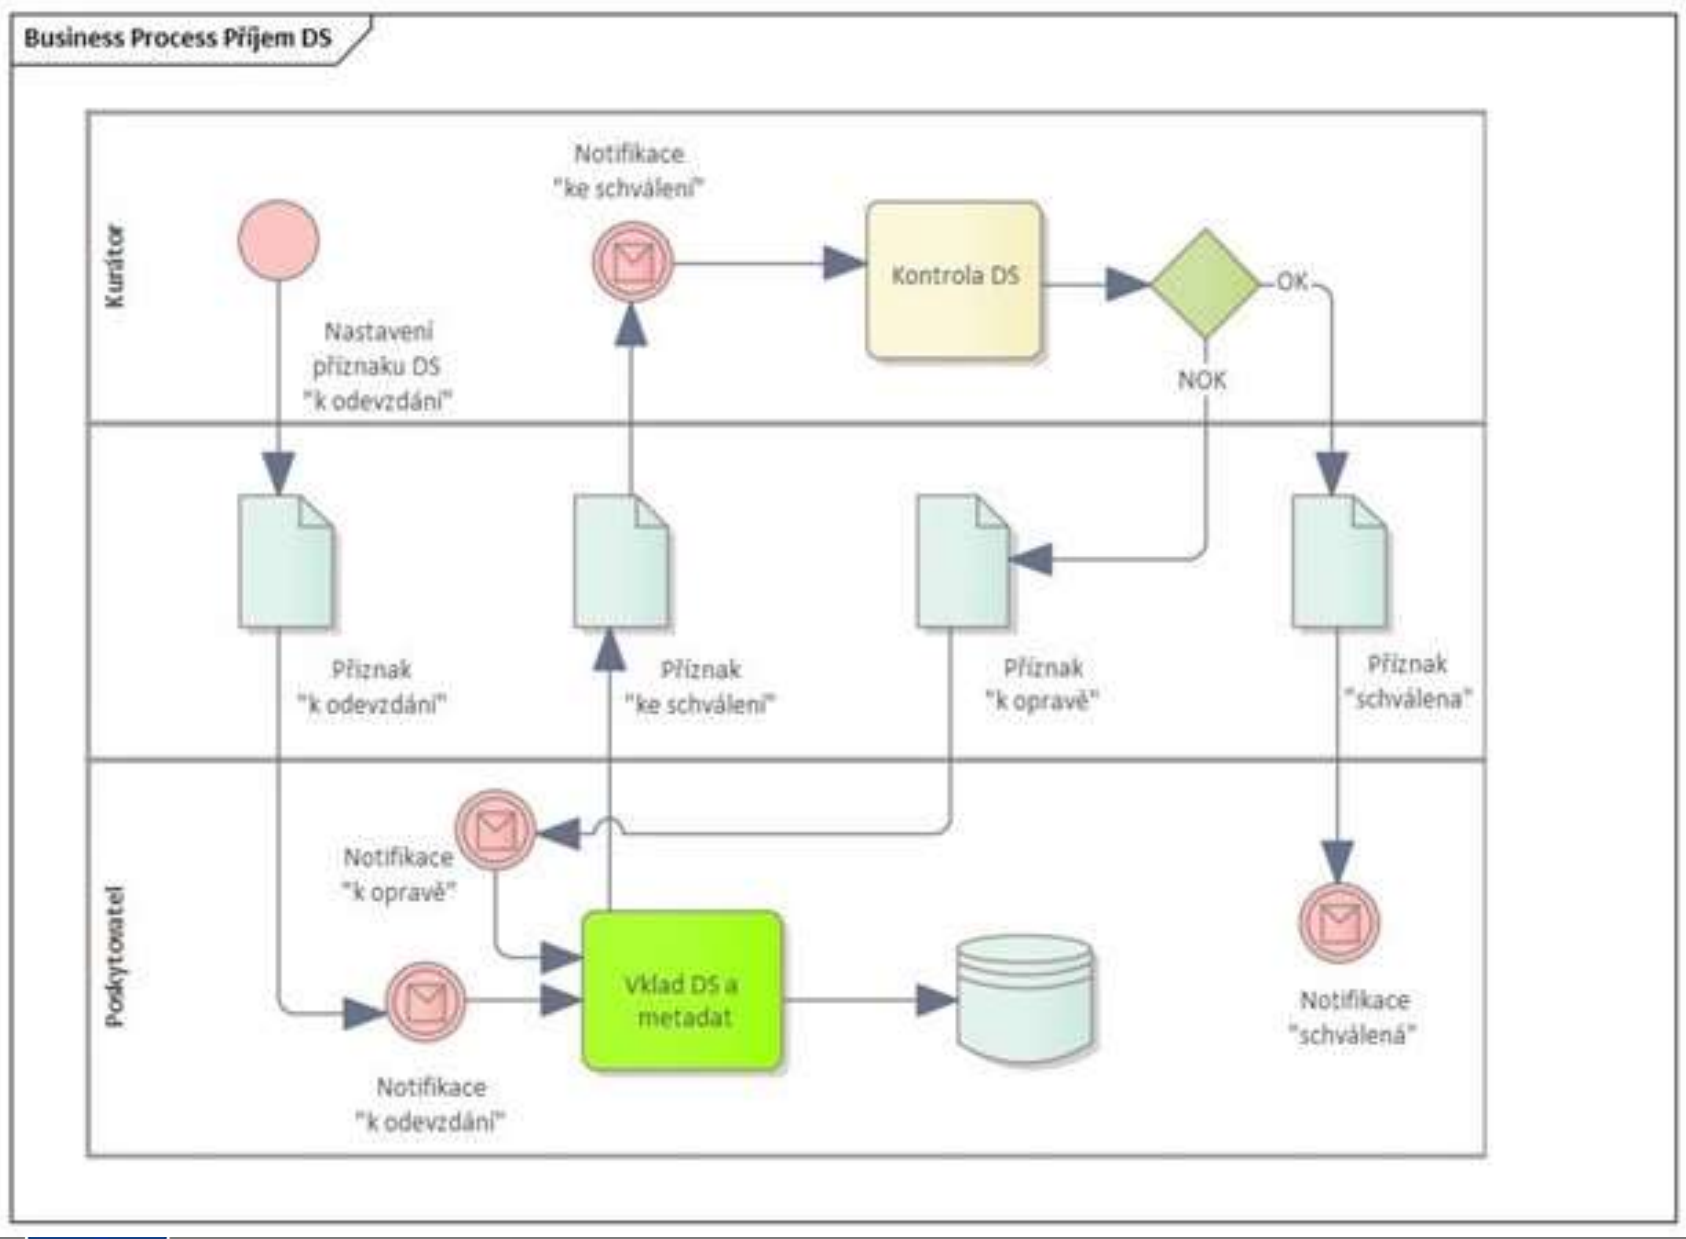 Business Process Příjem DS
Kurátor
Notifikace
"ke schválení"
Kontrola DS
OK
NOK
Nastavení
příznaku DS
"k odevzdání"
Příznak
"k odevzdání"
Příznak
"ke schválení"
Příznak
"k opravě"
Příznak
"schválena"
Poskytovatel
Notifikace
"k opravě"
Vklad DS a
metadat
Notifikace
"k odevzdání"
Notifikace
"schválená"